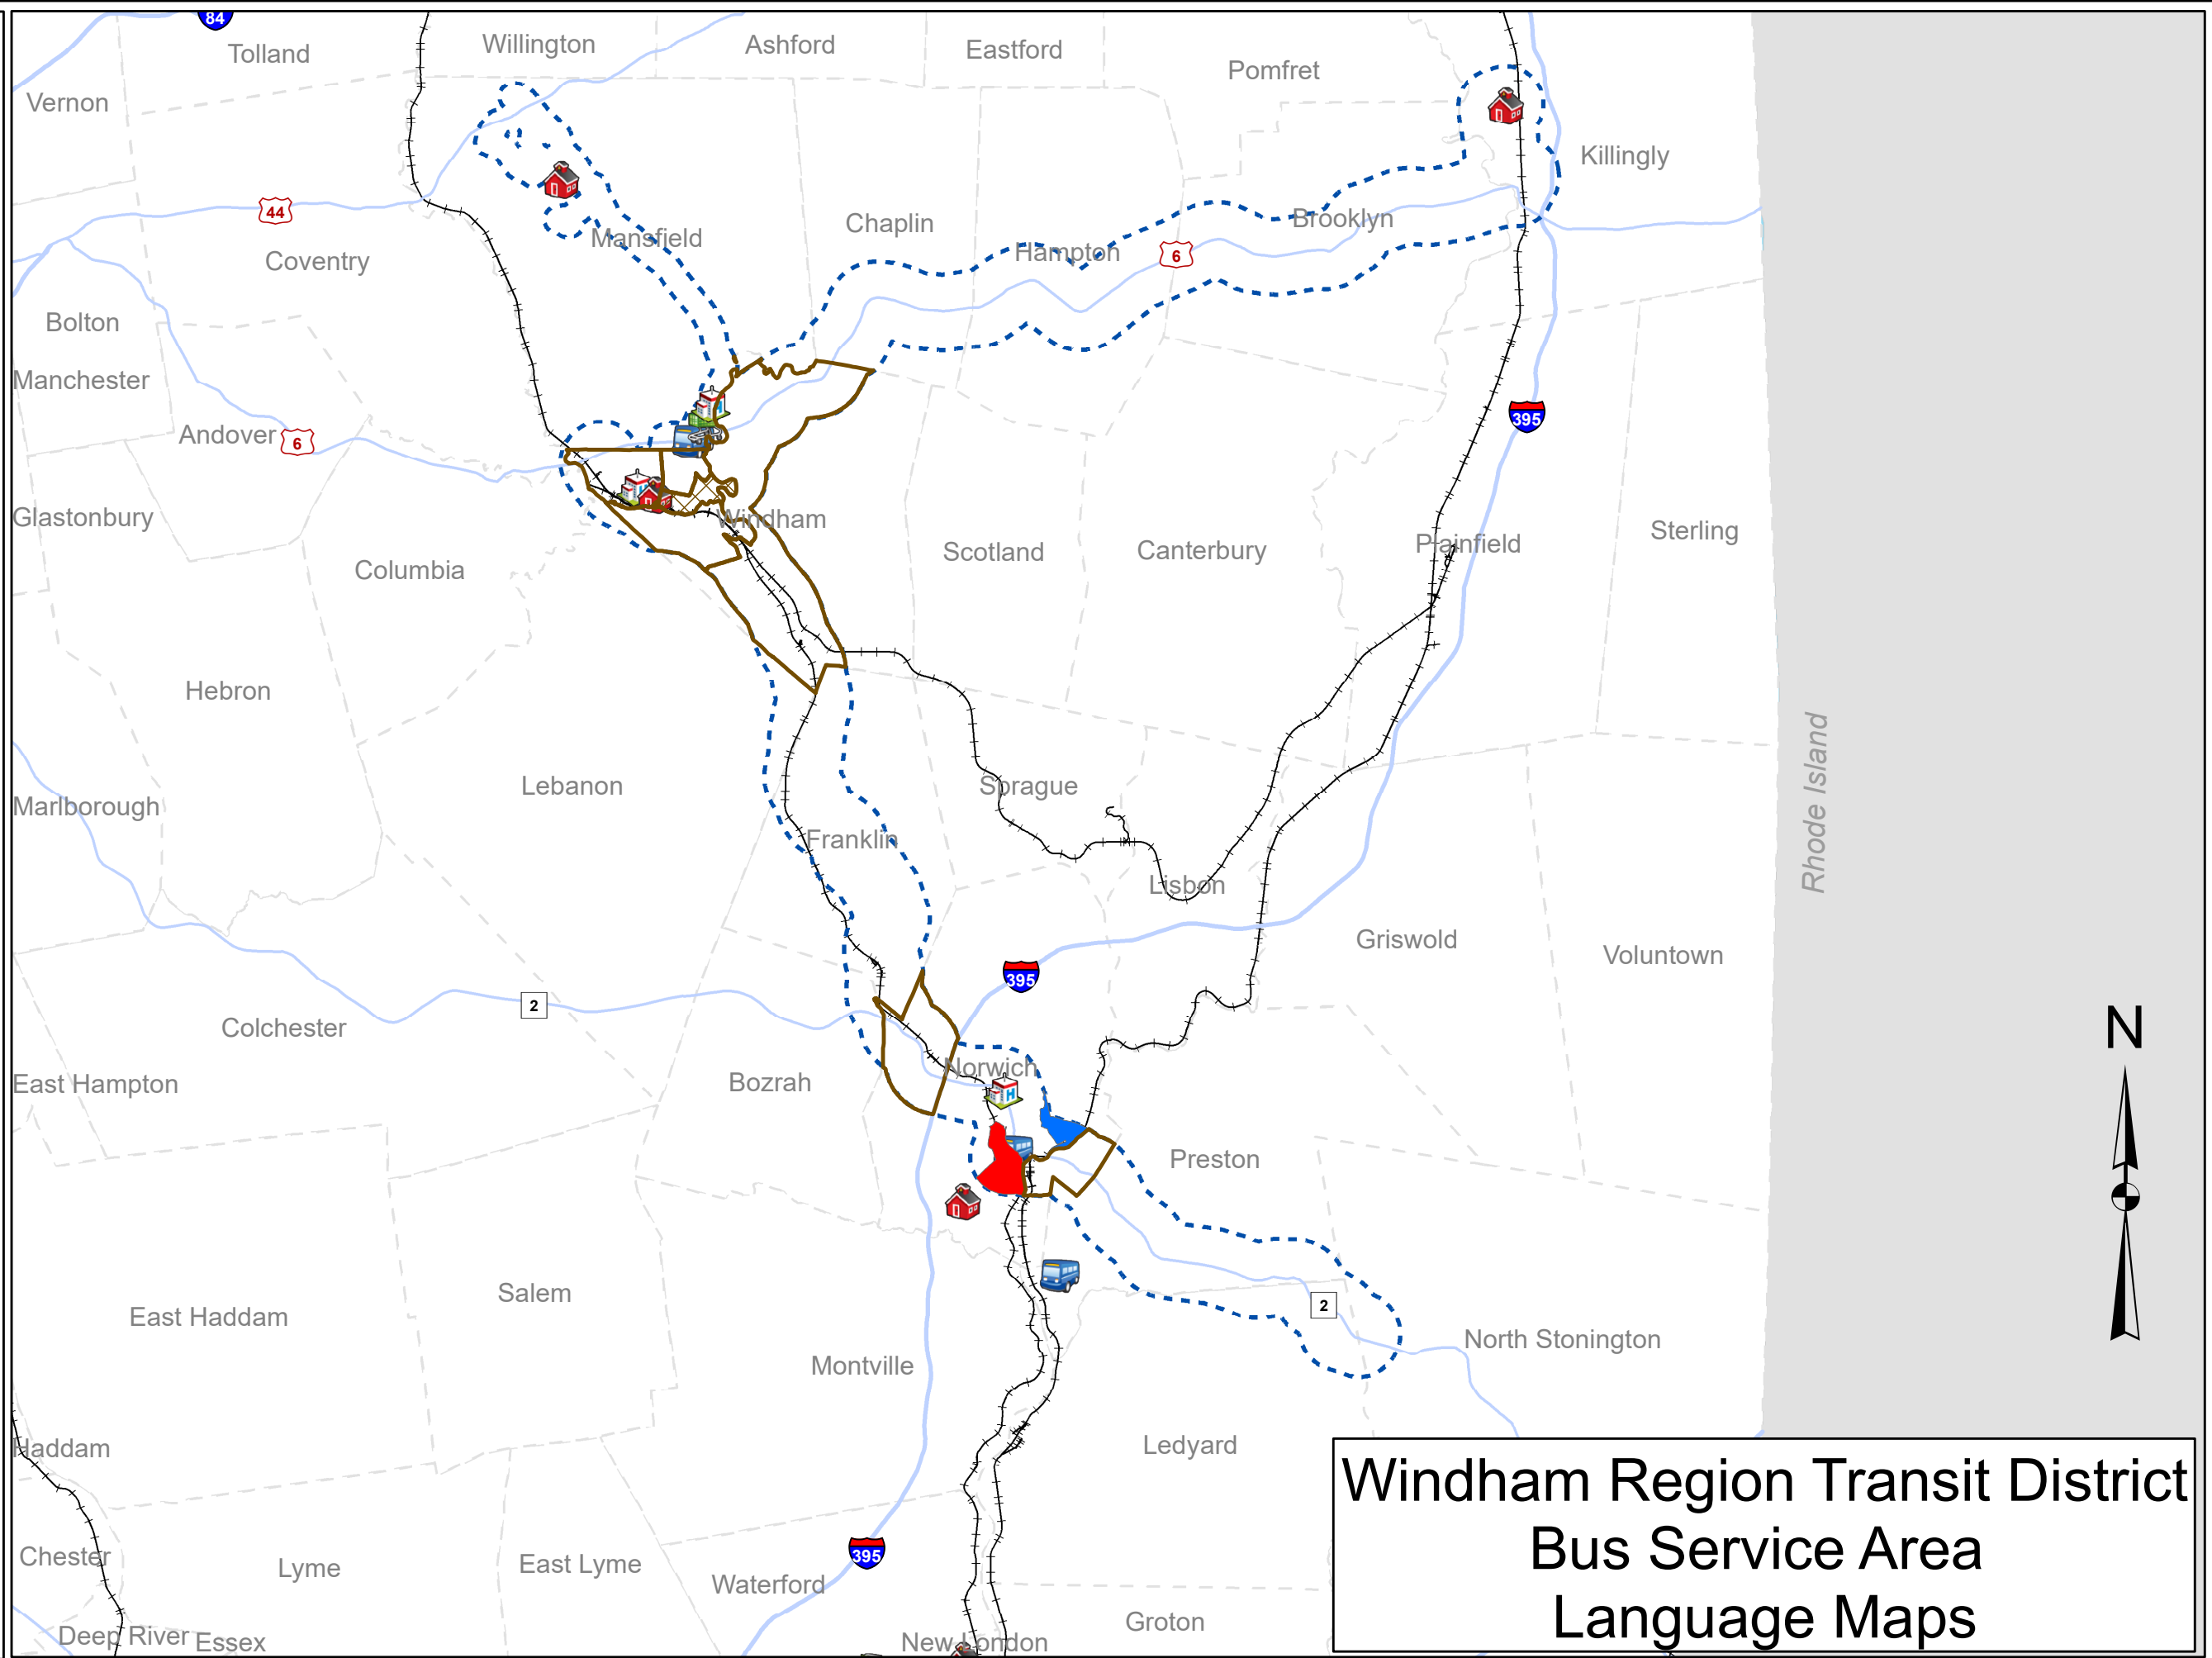 84
Tolland
Willington
Ashford
Eastford
Pomfret
Vernon
Killingly
44
Coventry
Mansfield
Chaplin
Hampton
6
Brooklyn
Bolton
Manchester
Andover
6
395
Glastonbury
Windham
Columbia
Scotland
Canterbury
Plainfield
Sterling
Hebron
Lebanon
Sprague
Rhode Island
Marlborough
Franklin
Lisbon
Griswold
Voluntown
395
2
Colchester
N
East Hampton
Bozrah
Norwich
Preston
Salem
East Haddam
2
North Stonington
Montville
Haddam
Ledyard
Windham Region Transit District
Bus Service Area
Language Maps
395
Chester
Lyme
East Lyme
Waterford
Groton
Deep River
Essex
New London